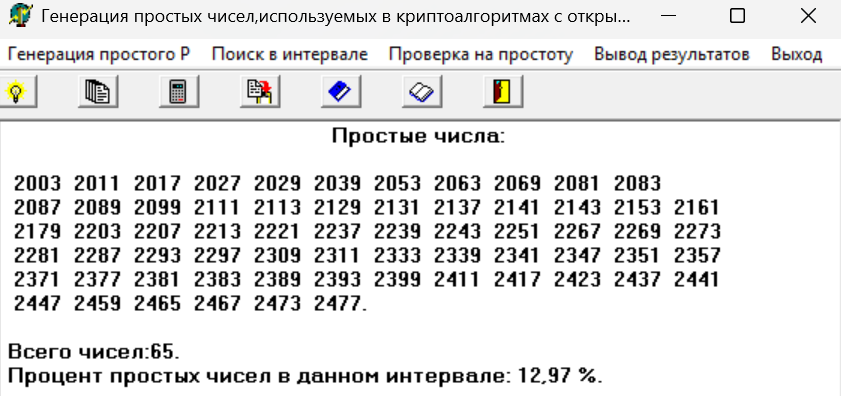 Генерация простых чисел,используемых в криптоалгоритмах с откры...
Генерация простого P Поиск в интервале Проверка на простоту Вывод результатов Выход
Простые числа:
2003 2011 2017 2027 2029 2039 2053 2063 2069 2081 2083
2087 2089 2099 2111 2113 2129 2131 2137 2141 2143 2153 2161
2179 2203 2207 2213 2221 2237 2239 2243 2251 2267 2269 2273
2281 2287 2293 2297 2309 2311 2333 2339 2341 2347 2351 2357
2371 2377 2381 2383 2389 2393 2399 2411 2417 2423 2437 2441
2447 2459 2465 2467 2473 2477.
Всего чисел:65.
Процент простых чисел в данном интервале: 12,97 %.